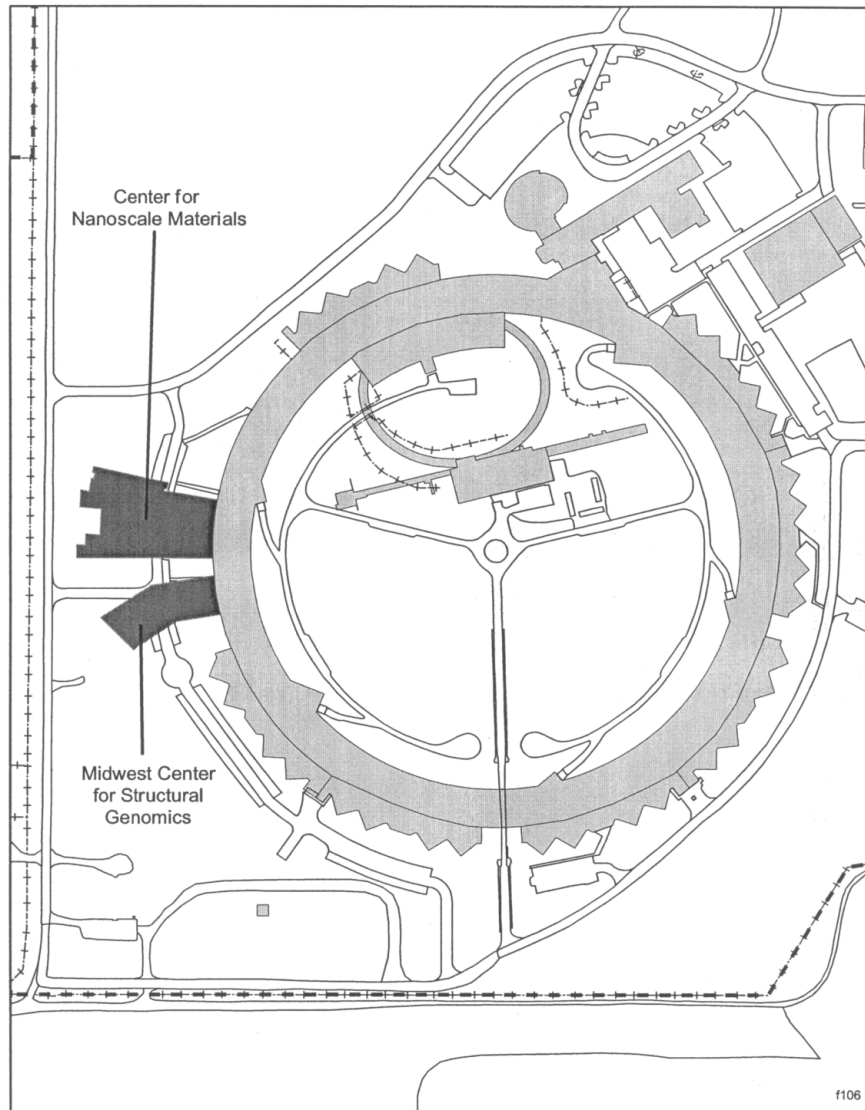 Center for
Nanoscale Materials
Midwest Center
for Structural
Genomics
f106